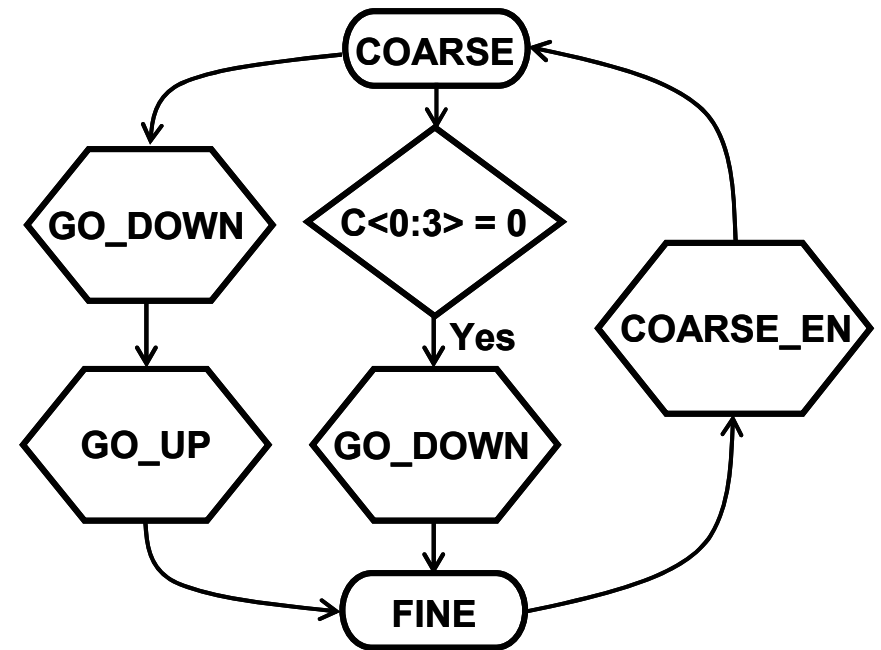 COARSE
GO_DOWN
C<0:3> = 0
COARSE_EN
Yes
GO_UP
GO_DOWN
FINE